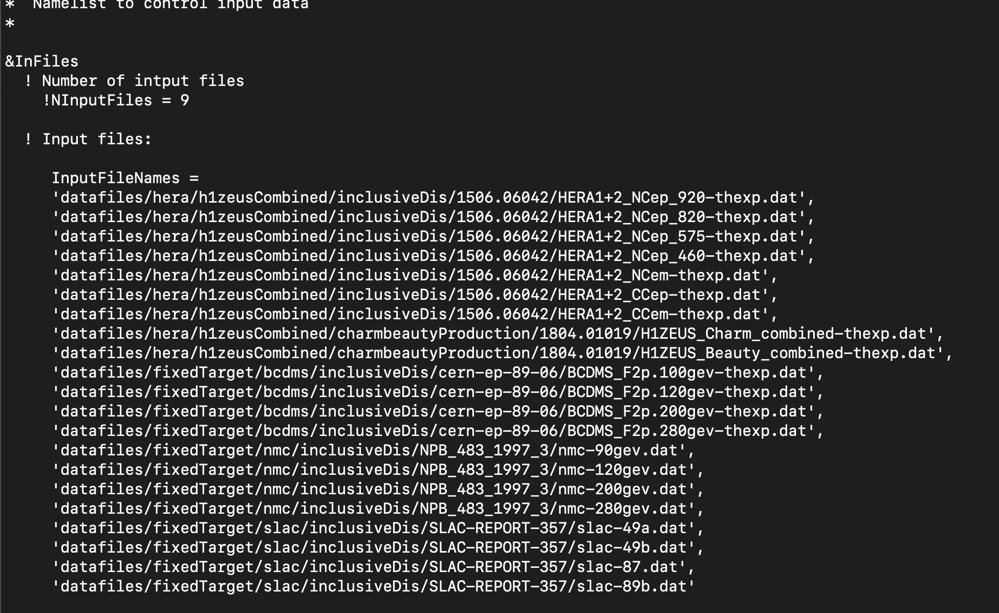 * Namelist to control input data
*
&InFiles
! Number of intput files
!NInputFiles = 9
! Input files:
InputFileNames =
'datafiles/hera/h1zeusCombined/inclusiveDis/1506.06042/HERA1+2_NCep_920-thexp.dat',
'datafiles/hera/h1zeusCombined/inclusiveDis/1506.06042/HERA1+2_NCep_820-thexp.dat',
'datafiles/hera/h1zeusCombined/inclusiveDis/1506.06042/HERA1+2_NCep_575-thexp.dat',
'datafiles/hera/h1zeusCombined/inclusiveDis/1506.06042/HERA1+2_NCep_460-thexp.dat',
'datafiles/hera/h1zeusCombined/inclusiveDis/1506.06042/HERA1+2_NCem-thexp.dat',
'datafiles/hera/h1zeusCombined/inclusiveDis/1506.06042/HERA1+2_CCep-thexp.dat',
'datafiles/hera/h1zeusCombined/inclusiveDis/1506.06042/HERA1+2_CCem-thexp.dat',
'datafiles/hera/h1zeusCombined/charmbeautyProduction/1804.01019/H1ZEUS_Charm_combined-thexp.dat',
'datafiles/hera/h1zeusCombined/charmbeautyProduction/1804.01019/H1ZEUS_Beauty_combined-thexp.dat',
'datafiles/fixedTarget/bcdms/inclusiveDis/cern-ep-89-06/BCDMS_F2p.100gev-thexp.dat',
'datafiles/fixedTarget/bcdms/inclusiveDis/cern-ep-89-06/BCDMS_F2p.120gev-thexp.dat',
'datafiles/fixedTarget/bcdms/inclusiveDis/cern-ep-89-06/BCDMS_F2p.200gev-thexp.dat',
'datafiles/fixedTarget/bcdms/inclusiveDis/cern-ep-89-06/BCDMS_F2p.280gev-thexp.dat',
'datafiles/fixedTarget/nmc/inclusiveDis/NPB_483_1997_3/nmc-90gev.dat',
'datafiles/fixedTarget/nmc/inclusiveDis/NPB_483_1997_3/nmc-120gev.dat',
'datafiles/fixedTarget/nmc/inclusiveDis/NPB_483_1997_3/nmc-200gev.dat',
'datafiles/fixedTarget/nmc/inclusiveDis/NPB_483_1997_3/nmc-280gev.dat',
'datafiles/fixedTarget/slac/inclusiveDis/SLAC-REPORT-357/slac-49a.dat',
'datafiles/fixedTarget/slac/inclusiveDis/SLAC-REPORT-357/slac-49b.dat',
'datafiles/fixedTarget/slac/inclusiveDis/SLAC-REPORT-357/slac-87.dat',
'datafiles/fixedTarget/slac/inclusiveDis/SLAC-REPORT-357/slac-89b.dat'